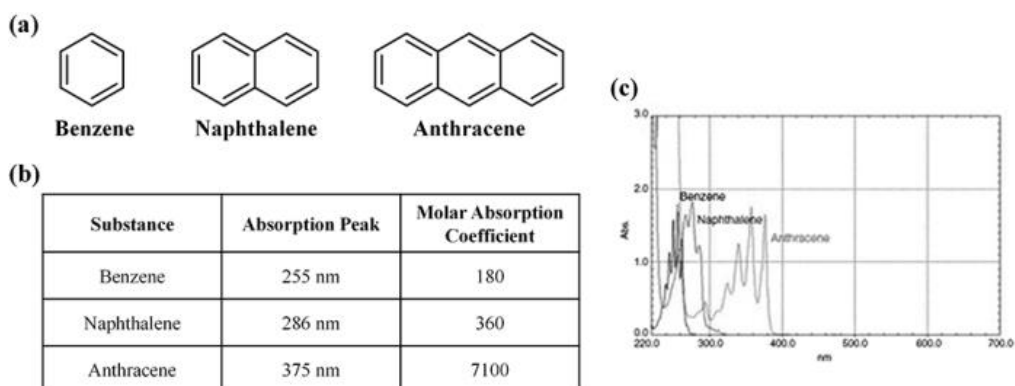 (a)
Benzene Naphthalene Anthracene
(b)
Substance Absorption Peak Molar Absorption Coefficient
Benzene 255 nm 180
Naphthalene 286 nm 360
Anthracene 375 nm 7100
(c)
3.0
Benzene
2.0
Naphthalene
Anthracene
Abs.
1.0
0.0
220.0 300.0 400.0 500.0 600.0 700.0
nm